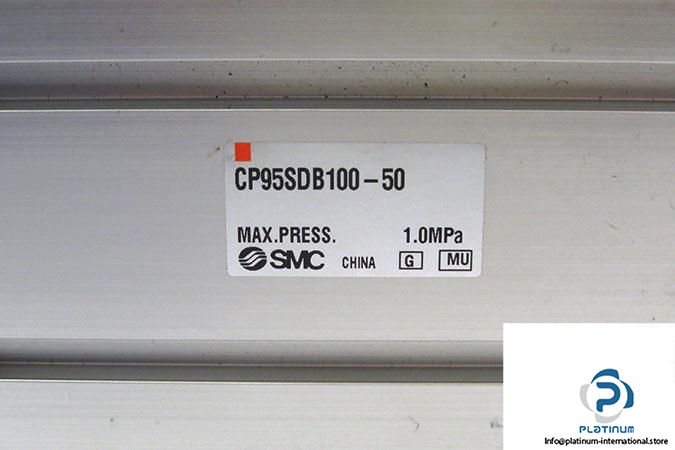 CP95SDB100-50
MAX.PRESS. 1.0MPa
SMC CHINA G MU
PLATINUM
Info@platinum-international.store